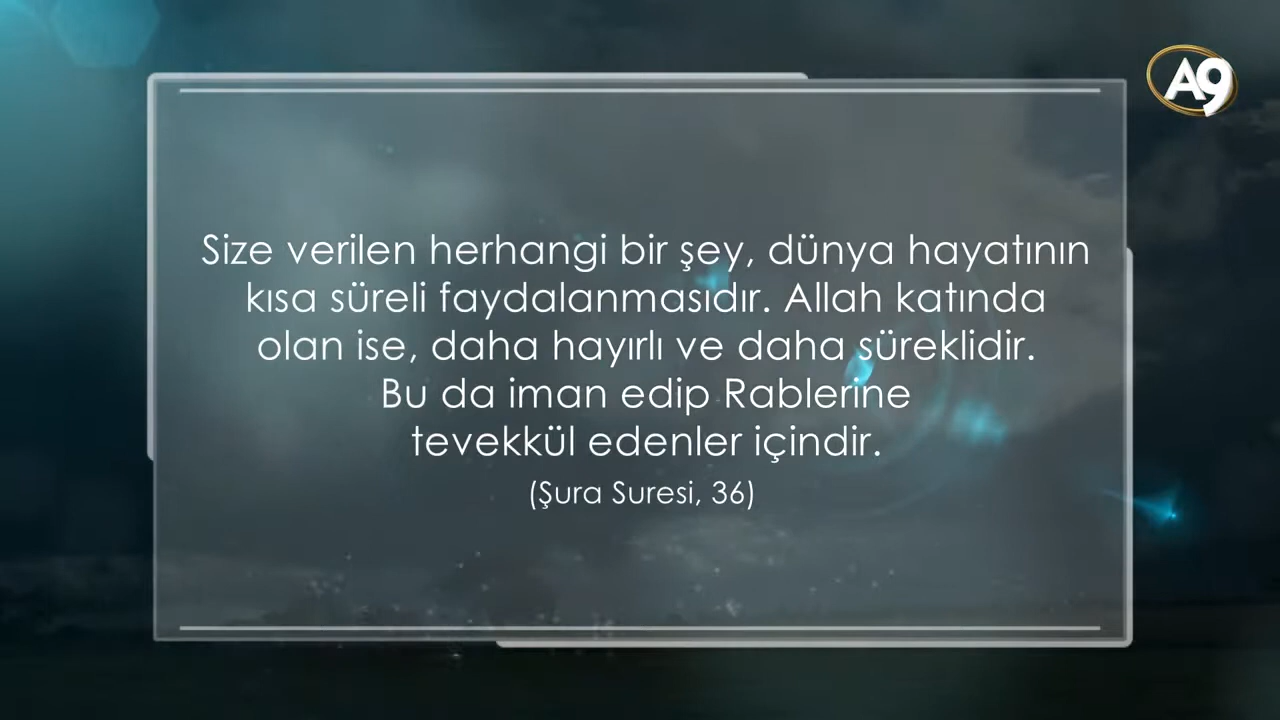 A9
Size verilen herhangi bir şey, dünya hayatının
kısa süreli faydalanmasıdır. Allah katında
olan ise, daha hayırlı ve daha süreklidir.
Bu da iman edip Rablerine
tevekkül edenler içindir.
(Şura Suresi, 36)